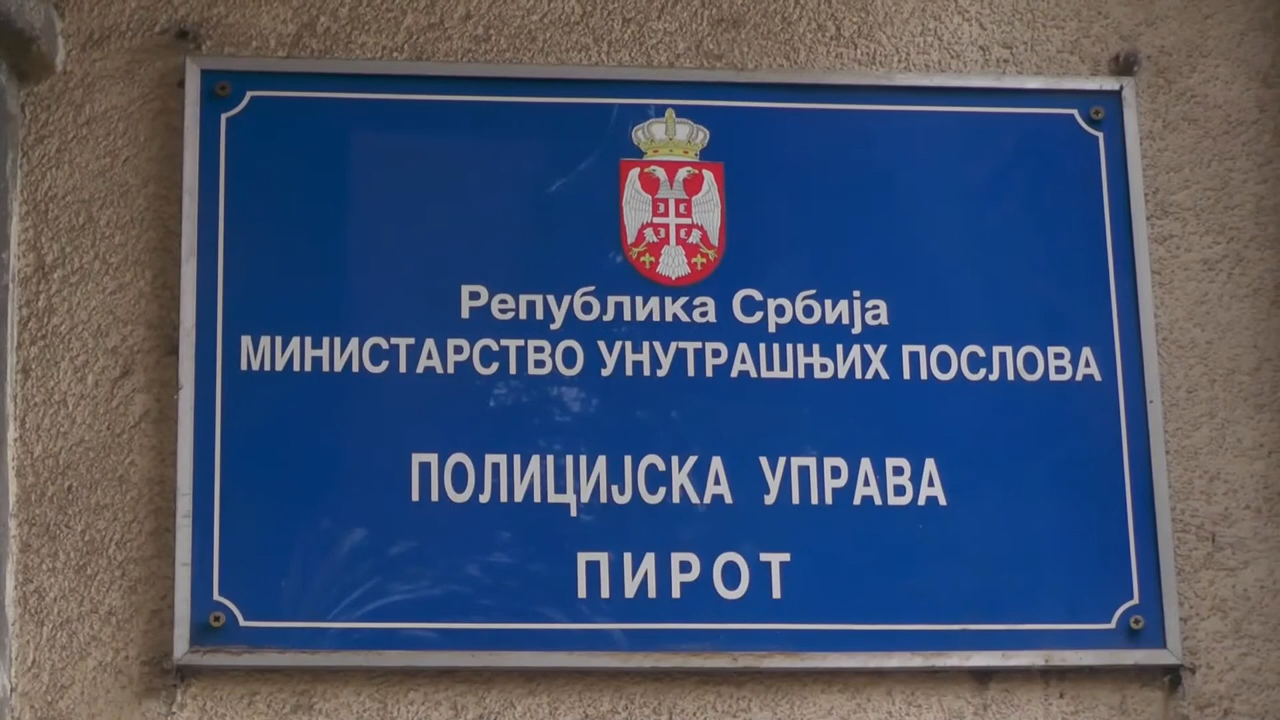 Република Србија
МИНИСТАРСТВО УНУТРАШЊИХ ПОСЛОВА
ПОЛИЦИЈСКА УПРАВА
ПИРОТ